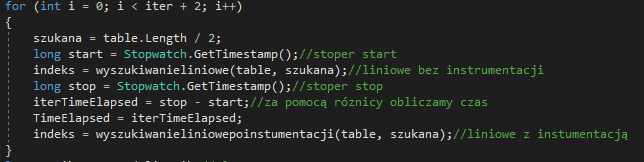 for (int i = 0; i < iter + 2; i++)
{
szukana = table.Length / 2;
long start = Stopwatch.GetTimestamp();//stoper start
indeks = wyszukiwanieliniowe(table, szukana);//liniowe bez instrumentacji
long stop = Stopwatch.GetTimestamp();//stoper stop
iterTimeElapsed = stop - start;//za pomocą róznicy obliczamy czas
TimeElapsed = iterTimeElapsed;
indeks = wyszukiwanieliniowepoinstumentacji(table, szukana);//liniowe z instumentacją
}